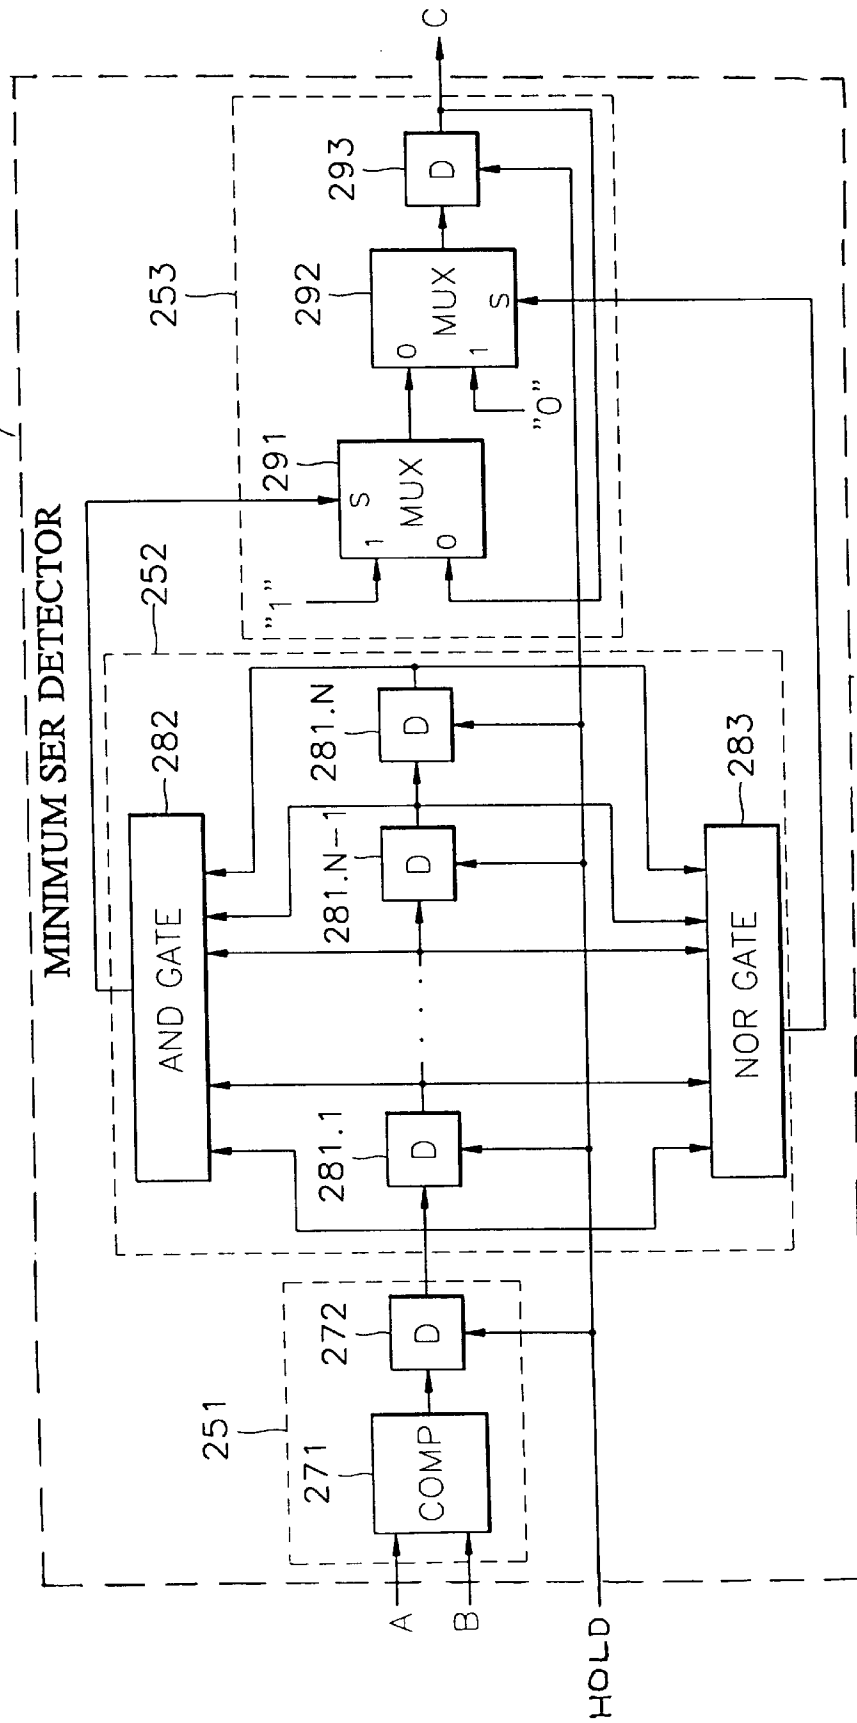 MINIMUM SER DETECTOR
A
B
HOLD
251
271
COMP
272
D
252
282
AND GATE
281.1
D
. . . .
281.N-1
D
281.N
D
283
NOR GATE
253
"1"
291
1
S
MUX
0
"0"
292
0
MUX
1
S
293
D
C